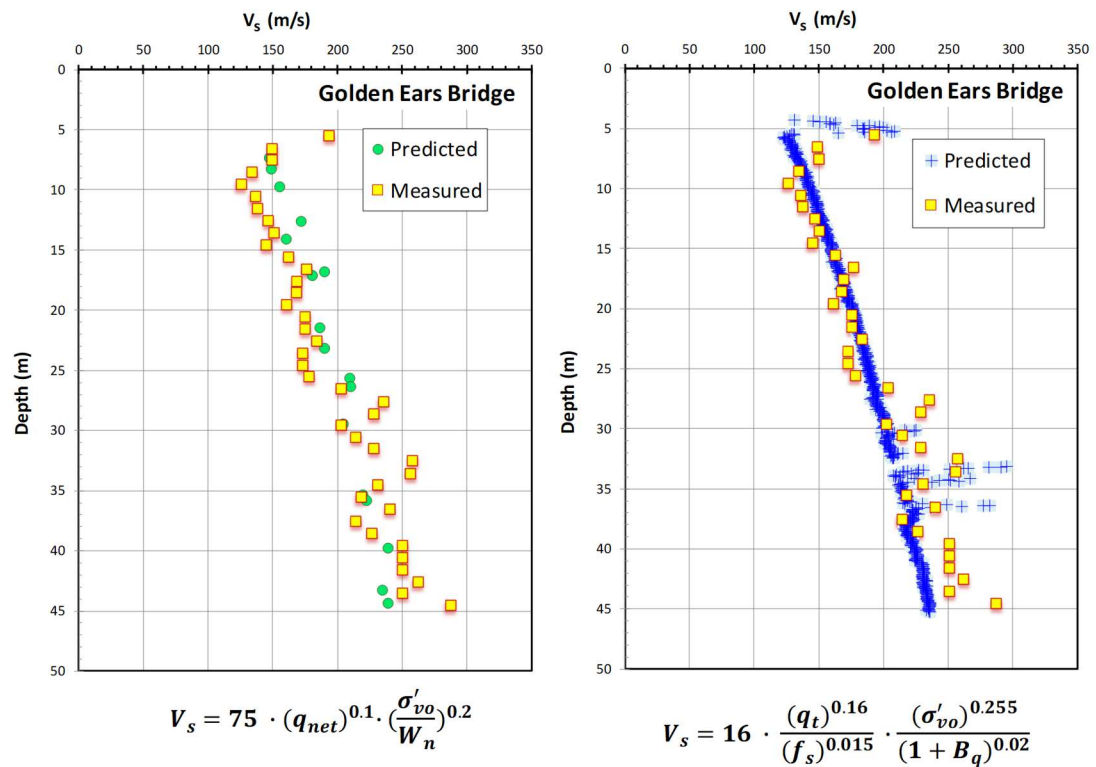 V_s (m/s)
0 50 100 150 200 250 300 350
0
5
10
15
20
25
30
35
40
45
50
Depth (m)
Golden Ears Bridge
Predicted
Measured
V_s = 75 · (q_net)^0.1 · (σ'_vo / W_n)^0.2
V_s (m/s)
0 50 100 150 200 250 300 350
0
5
10
15
20
25
30
35
40
45
50
Depth (m)
Golden Ears Bridge
Predicted
Measured
V_s = 16 · (q_t)^0.16 / (f_s)^0.015 · (σ'_vo)^0.255 / (1 + B_q)^0.02